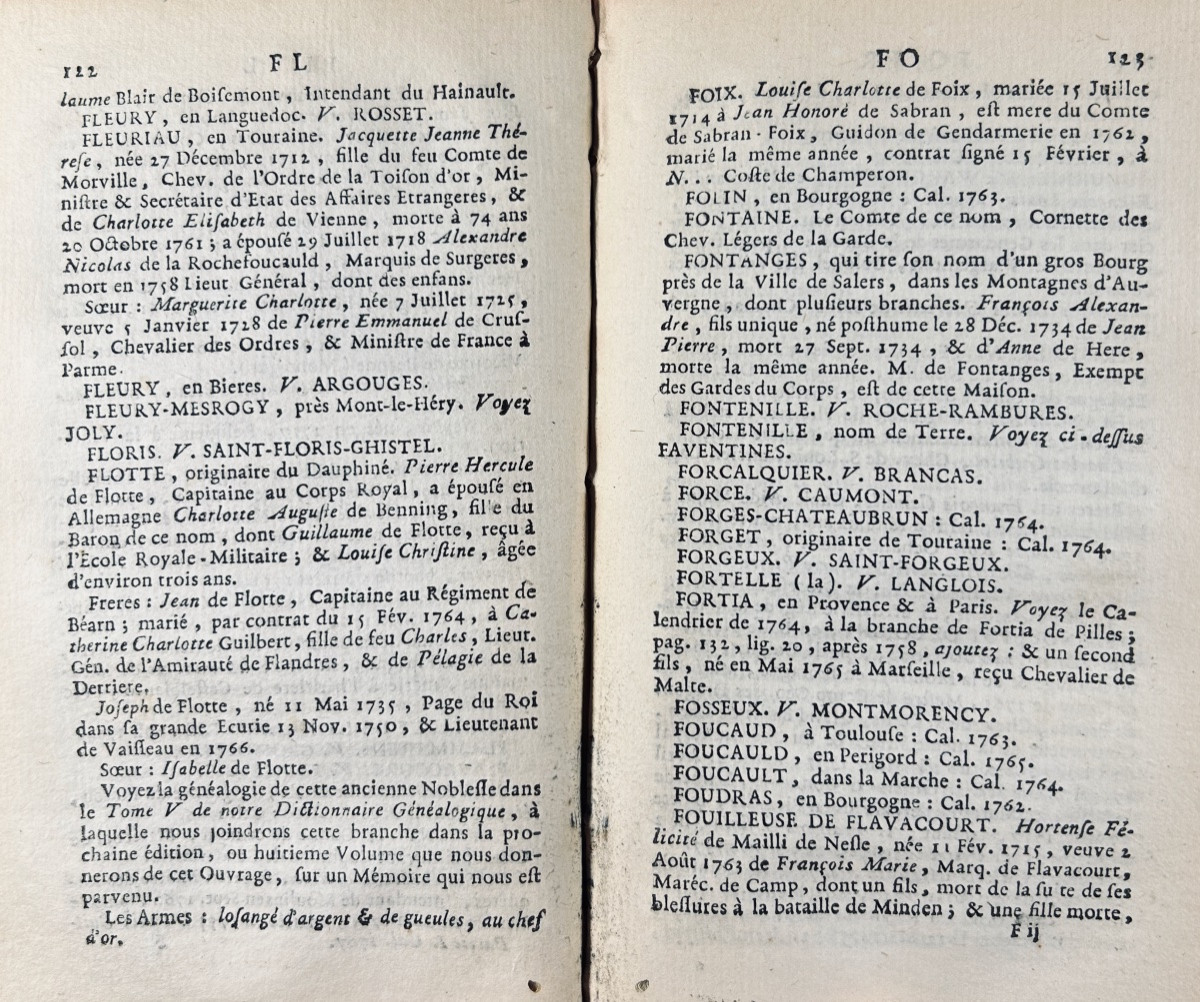 122
FL
laume Blair de Boiſemont, Intendant du Hainault.
FLEURY, en Languedoc. V. ROSSET.
FLEURIAU, en Touraine. Jacquette Jeanne Thé-
reſe, née 27 Décembre 1712, fille du feu Comte de
Morville, Chev. de l'Ordre de la Toiſon d'or, Mi-
niſtre & Secrétaire d'Etat des Affaires Etrangeres, &
de Charlotte Eliſabeth de Vienne, morte à 74 ans
20 Octobre 1761; a épouſé 29 Juillet 1718 Alexandre
Nicolas de la Rochefoucauld, Marquis de Surgeres,
mort en 1758 Lieut Général, dont des enfans.
Sœur : Marguerite Charlotte, née 7 Juillet 1725,
veuve 5 Janvier 1728 de Pierre Emmanuel de Cruſ-
ſol, Chevalier des Ordres, & Miniſtre de France à
Parme.
FLEURY, en Bieres. V. ARGOUGES.
FLEURY-MESROGY, près Mont-le-Héry. Voyez
JOLY.
FLORIS. V. SAINT-FLORIS-GHISTEL.
FLOTTE, originaire du Dauphiné. Pierre Hercule
de Flotte, Capitaine au Corps Royal, a épouſé en
Allemagne Charlotte Auguſte de Benning, fille du
Baron de ce nom, dont Guillaume de Flotte, reçu à
l'Ecole Royale-Militaire; & Louiſe Chriſtine, âgée
d'environ trois ans.
Freres : Jean de Flotte, Capitaine au Régiment de
Béarn; marié, par contrat du 15 Fév. 1764, à Ca-
therine Charlotte Guilbert, fille de feu Charles, Lieut.
Gén. de l'Amirauté de Flandres, & de Pélagie de la
Derriere.
Joſeph de Flotte, né 11 Mai 1735, Page du Roi
dans ſa grande Ecurie 13 Nov. 1750, & Lieutenant
de Vaiſſeau en 1766.
Sœur : Iſabelle de Flotte.
Voyez la généalogie de cette ancienne Nobleſſe dans
le Tome V de notre Dictionnaire Généalogique, à
laquelle nous joindrons cette branche dans la pro-
chaine édition, ou huitieme Volume que nous don-
nerons de cet Ouvrage, ſur un Mémoire qui nous eſt
parvenu.
Les Armes : loſangé d'argent & de gueules, au chef
d'or.
FO
123
FOIX. Louiſe Charlotte de Foix, mariée 15 Juillet
1714 à Jean Honoré de Sabran, eſt mere du Comte
de Sabran-Foix, Guidon de Gendarmerie en 1762,
marié la même année, contrat ſigné 15 Février, à
N... Coſte de Champeron.
FOLIN, en Bourgogne : Cal. 1763.
FONTAINE. Le Comte de ce nom, Cornette des
Chev. Légers de la Garde.
FONTANGES, qui tire ſon nom d'un gros Bourg
près de la Ville de Salers, dans les Montagnes d'Au-
vergne, dont pluſieurs branches. François Alexan-
dre, fils unique, né poſthume le 28 Déc. 1734 de Jean
Pierre, mort 27 Sept. 1734, & d'Anne de Here,
morte la même année. M. de Fontanges, Exempt
des Gardes du Corps, eſt de cette Maiſon.
FONTENILLE. V. ROCHE-RAMBURES.
FONTENILLE, nom de Terre. Voyez ci-deſſus
FAVENTINES.
FORCALQUIER. V. BRANCAS.
FORCE. V. CAUMONT.
FORGES-CHATEAUBRUN : Cal. 1764.
FORGET, originaire de Touraine : Cal. 1764.
FORGEUX. V. SAINT-FORGEUX.
FORTELLE (la). V. LANGLOIS.
FORTIA, en Provence & à Paris. Voyez le Ca-
lendrier de 1764, à la branche de Fortia de Pilles;
pag. 132, lig. 20, après 1758, ajoutez : & un ſecond
fils, né en Mai 1765 à Marſeille, reçu Chevalier de
Malte.
FOSSEUX. V. MONTMORENCY.
FOUCAUD, à Toulouſe : Cal. 1763.
FOUCAULD, en Perigord : Cal. 1765.
FOUCAULT, dans la Marche : Cal. 1764.
FOUDRAS, en Bourgogne : Cal. 1762.
FOUILLEUSE DE FLAVACOURT. Hortenſe Fé-
licité de Mailli de Neſle, née 11 Fév. 1715, veuve 2
Août 1763 de François Marie, Marq. de Flavacourt,
Maréc. de Camp, dont un fils, mort de la ſu te de ſes
bleſſures à la bataille de Minden; & une fille morte,
F ij